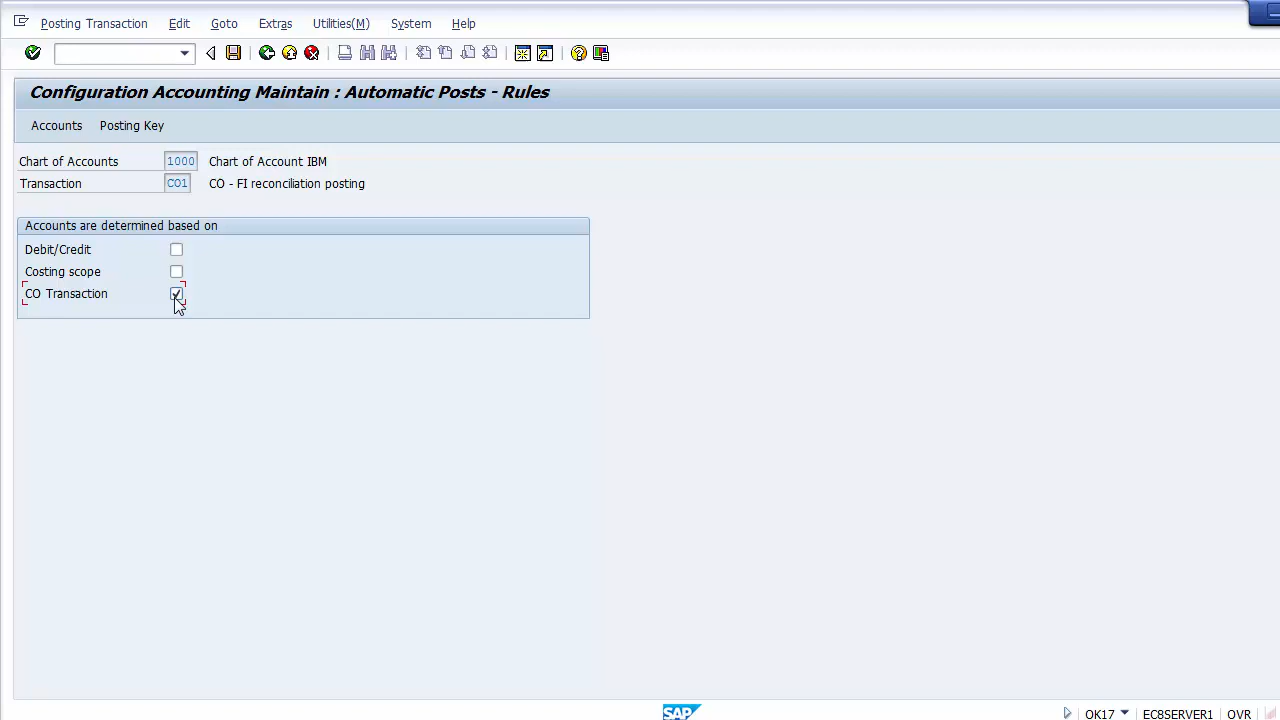 Posting Transaction Edit Goto Extras Utilities(M) System Help
Configuration Accounting Maintain : Automatic Posts - Rules
Accounts Posting Key
Chart of Accounts 1000 Chart of Account IBM
Transaction CO1 CO - FI reconciliation posting
Accounts are determined based on
Debit/Credit
Costing scope
CO Transaction
SAP OK17 EC8SERVER1 OVR